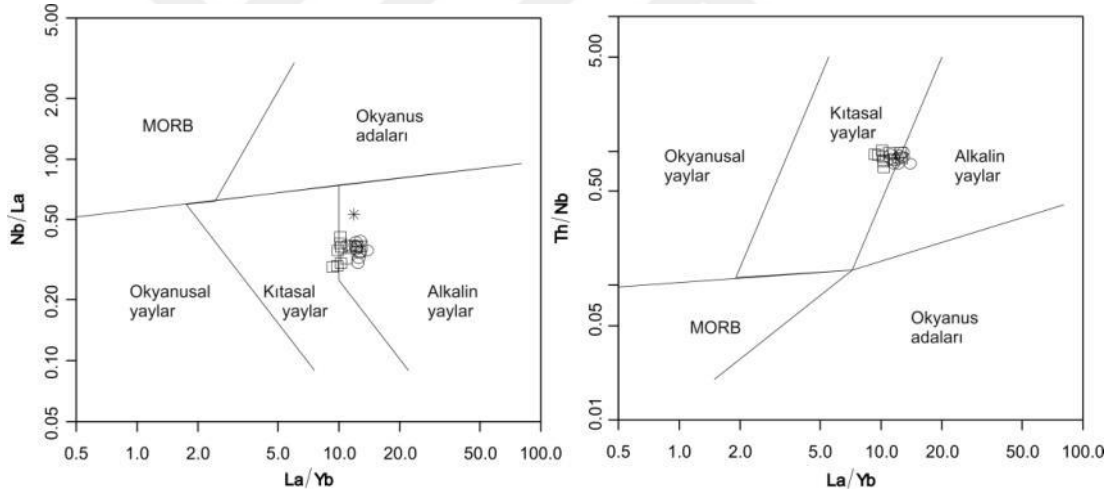 5.00
2.00
1.00
0.50
0.20
0.10
0.05
Nb/La
MORB
Okyanus
adaları
Okyanusal
yaylar
Kıtasal
yaylar
Alkalin
yaylar
0.5 1.0 2.0 5.0 10.0 20.0 50.0 100.0
La/Yb
5.00
0.50
0.05
0.01
Th/Nb
Kıtasal
yaylar
Okyanusal
yaylar
Alkalin
yaylar
MORB
Okyanus
adaları
0.5 1.0 2.0 5.0 10.0 20.0 50.0 100.0
La/Yb